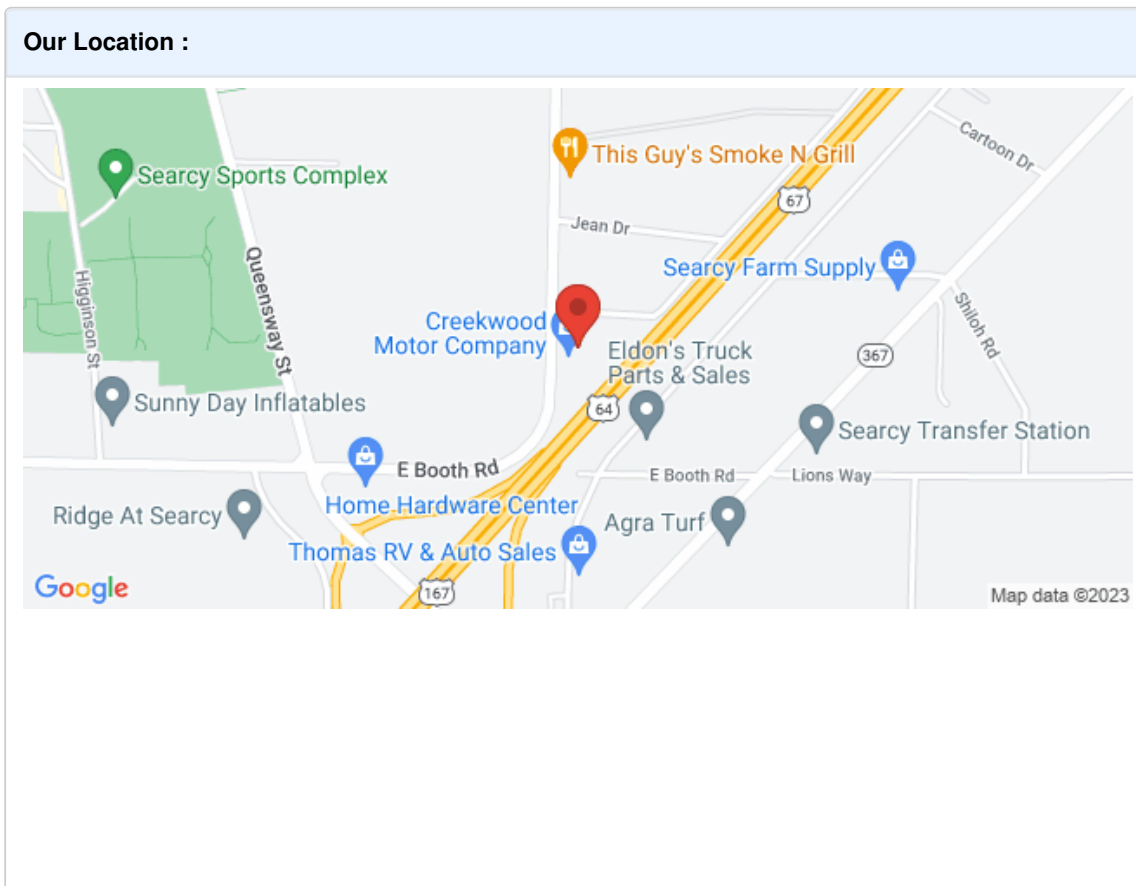 Our Location :
This Guy's Smoke N Grill
Cartoon Dr
Searcy Sports Complex
67
Jean Dr
Higginson St
Queensway St
Searcy Farm Supply
Shiloh Rd
Creekwood
Motor Company
Eldon's Truck
Parts & Sales
367
64
Sunny Day Inflatables
Searcy Transfer Station
E Booth Rd
E Booth Rd
Lions Way
Home Hardware Center
Ridge At Searcy
Agra Turf
Thomas RV & Auto Sales
167
Google
Map data ©2023